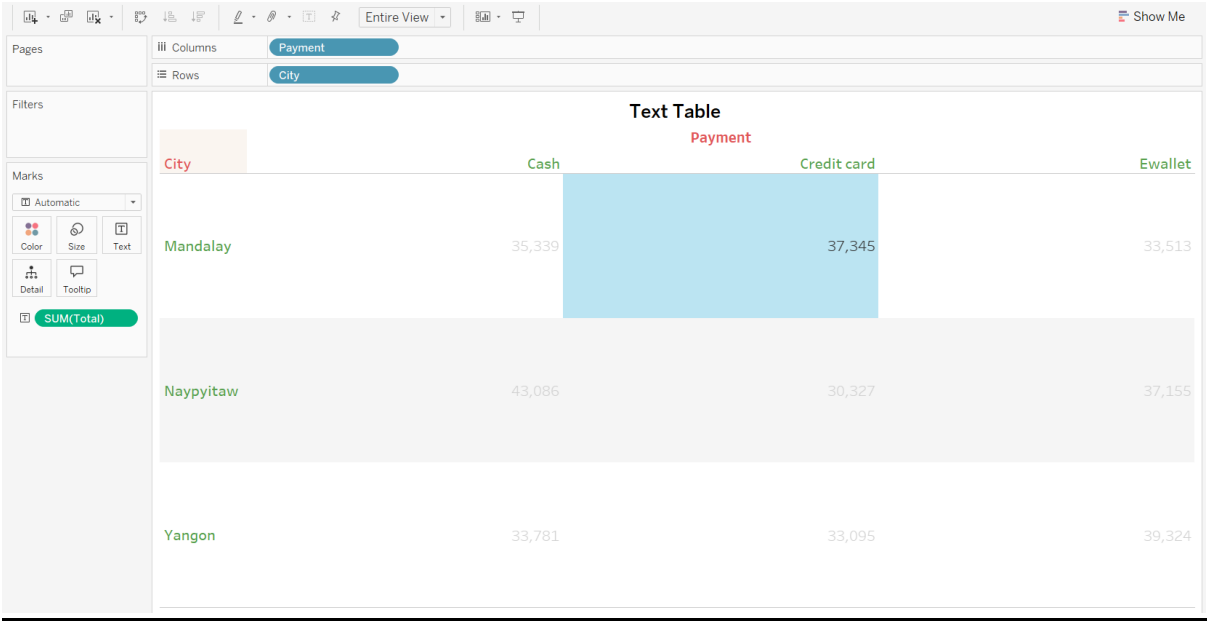 Entire View
Show Me
Pages
Columns
Payment
Rows
City
Filters
Marks
Automatic
Color
Size
Text
Detail
Tooltip
SUM(Total)
Text Table
Payment
City Cash Credit card Ewallet
Mandalay 35,339 37,345 33,513
Naypyitaw 43,086 30,327 37,155
Yangon 33,781 33,095 39,324